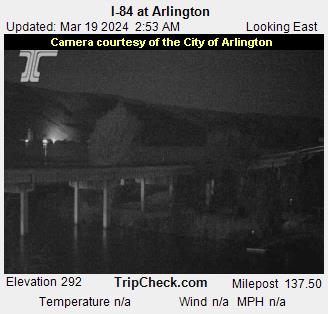 I-84 at Arlington
Updated: Mar 19 2024 2:53 AM Looking East
Camera courtesy of the City of Arlington
Elevation 292 TripCheck.com Milepost 137.50
Temperature n/a Wind n/a MPH n/a